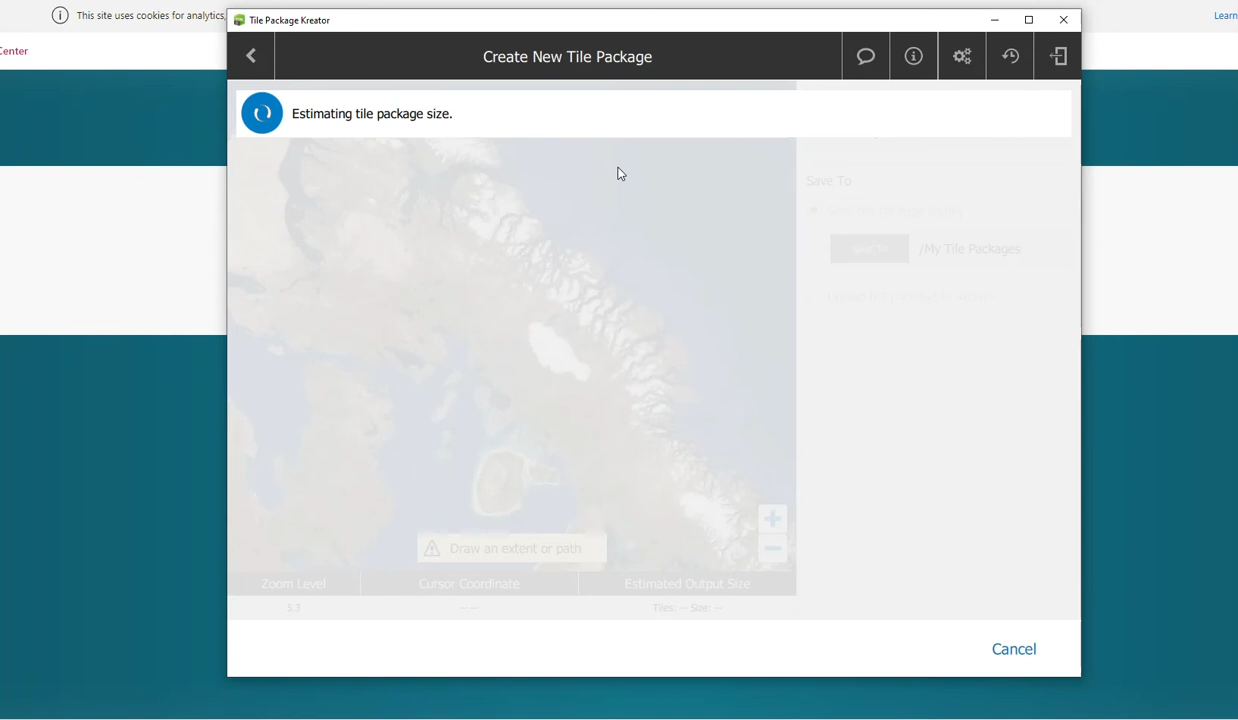 This site uses cookies for analytics,
Learn
Center
Tile Package Kreator
Create New Tile Package
Estimating tile package size.
Save To
/My Tile Packages
Draw an extent or path
Zoom Level
Cursor Coordinate
Estimated Output Size
5.3
-----
Tiles: -- Size: --
Cancel